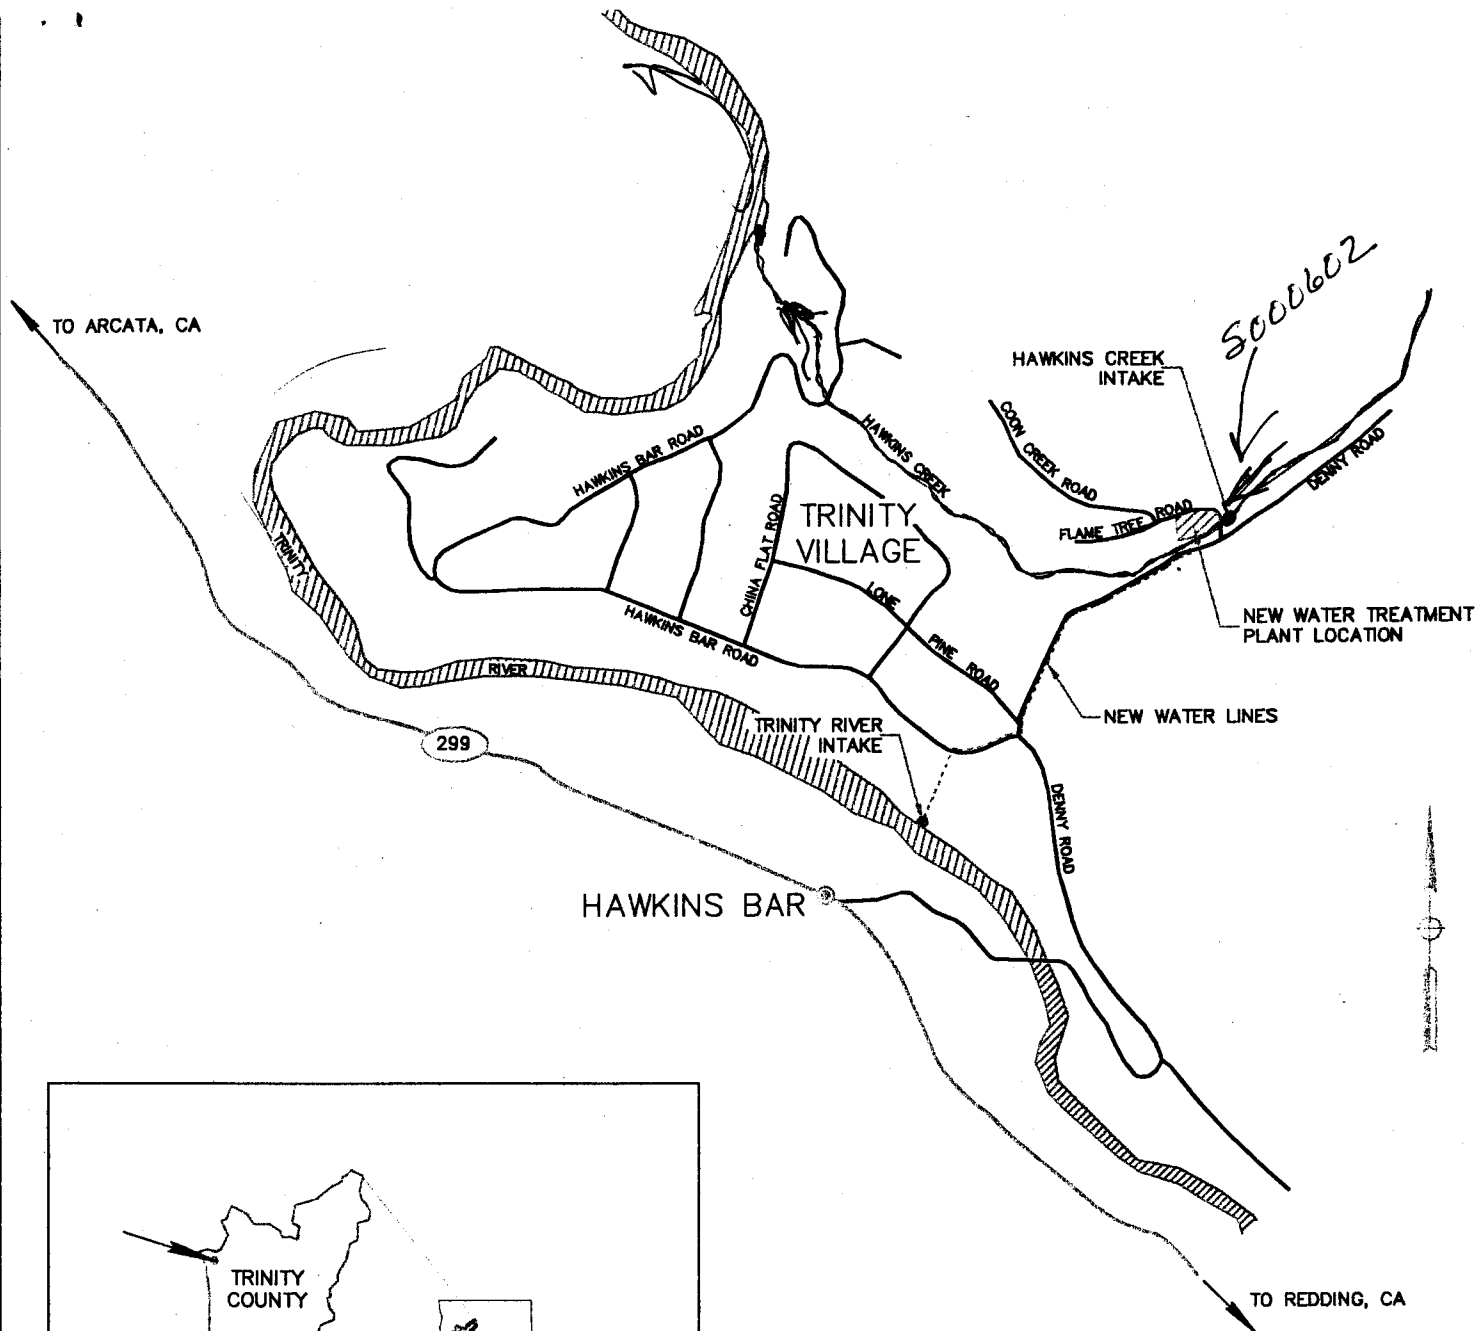 TO ARCATA, CA
S000602
HAWKINS CREEK
INTAKE
COON CREEK ROAD
HAWKINS CREEK
HAWKINS BAR ROAD
DENNY ROAD
FLAME TREE ROAD
CHINA FLAT ROAD
TRINITY
VILLAGE
TRINITY
LONE
PINE ROAD
HAWKINS BAR ROAD
NEW WATER TREATMENT
PLANT LOCATION
RIVER
NEW WATER LINES
TRINITY RIVER
INTAKE
299
DENNY ROAD
HAWKINS BAR
TRINITY
COUNTY
TO REDDING, CA